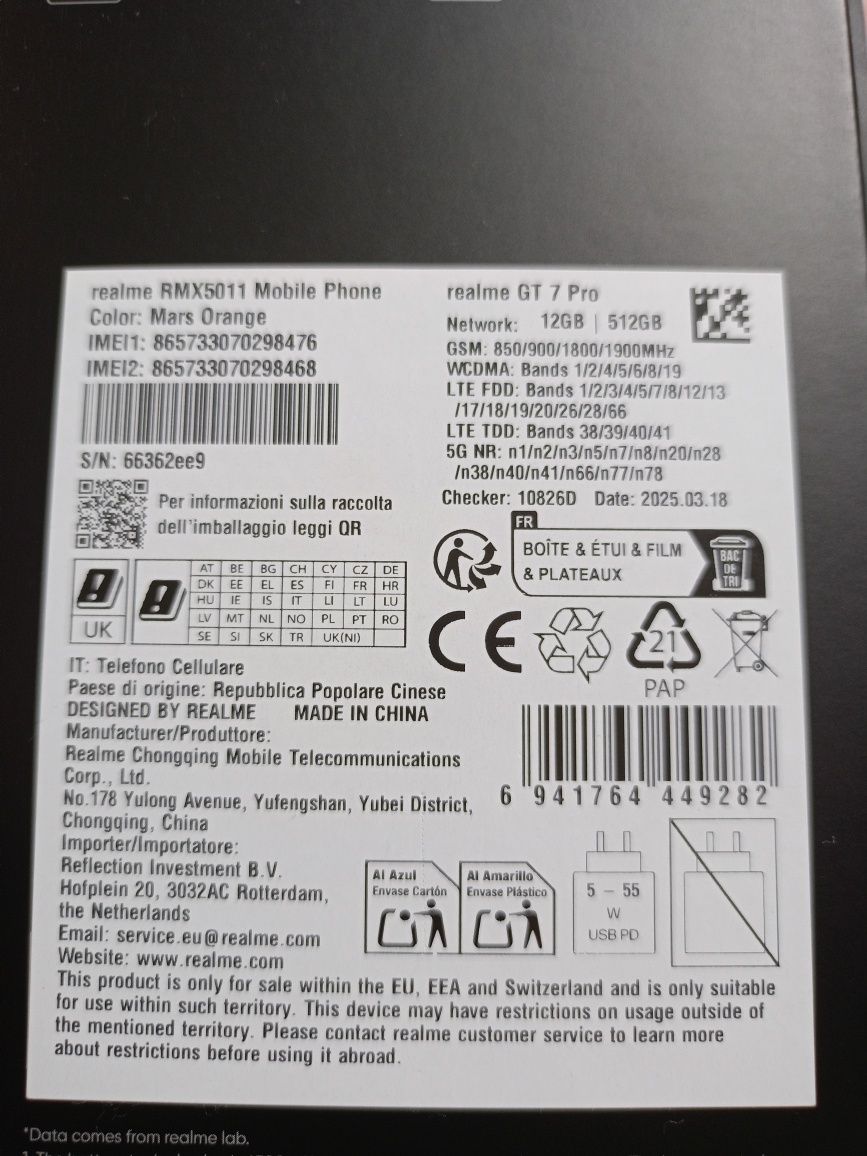 realme RMX5011 Mobile Phone
Color: Mars Orange
IMEI1: 865733070298476
IMEI2: 865733070298468
S/N: 66362ee9
Per informazioni sulla raccolta
dell'imballaggio leggi QR
realme GT 7 Pro
Network: 12GB | 512GB
GSM: 850/900/1800/1900MHz
WCDMA: Bands 1/2/4/5/6/8/19
LTE FDD: Bands 1/2/3/4/5/7/8/12/13
/17/18/19/20/26/28/66
LTE TDD: Bands 38/39/40/41
5G NR: n1/n2/n3/n5/n7/n8/n20/n28
/n38/n40/n41/n66/n77/n78
Checker: 10826D Date: 2025.03.18
FR
BOÎTE & ÉTUI & FILM
& PLATEAUX
BAC
DE
TRI
UK
AT BE BG CH CY CZ DE
DK EE EL ES FI FR HR
HU IE IS IT LI LT LU
LV MT NL NO PL PT RO
SE SI SK TR UK(NI)
CE
21
PAP
IT: Telefono Cellulare
Paese di origine: Repubblica Popolare Cinese
DESIGNED BY REALME MADE IN CHINA
Manufacturer/Produttore:
Realme Chongqing Mobile Telecommunications
Corp., Ltd.
No.178 Yulong Avenue, Yufengshan, Yubei District,
Chongqing, China
Importer/Importatore:
Reflection Investment B.V.
Hofplein 20, 3032AC Rotterdam,
the Netherlands
Email: service.eu@realme.com
Website: www.realme.com
6 941764 449282
Al Azul
Envase Cartón
Al Amarillo
Envase Plástico
5 – 55
W
USB PD
This product is only for sale within the EU, EEA and Switzerland and is only suitable
for use within such territory. This device may have restrictions on usage outside of
the mentioned territory. Please contact realme customer service to learn more
about restrictions before using it abroad.
*Data comes from realme lab.